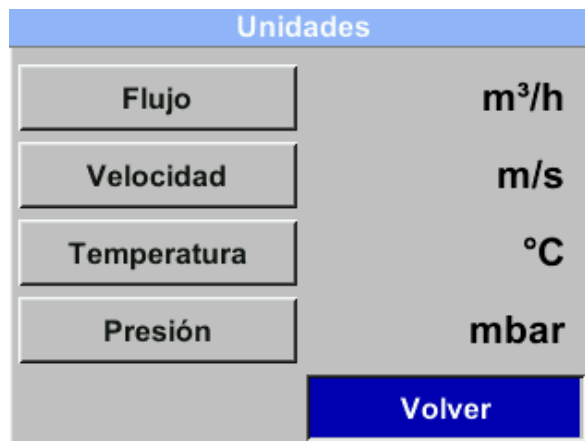 Unidades
Flujo m³/h
Velocidad m/s
Temperatura °C
Presión mbar
Volver